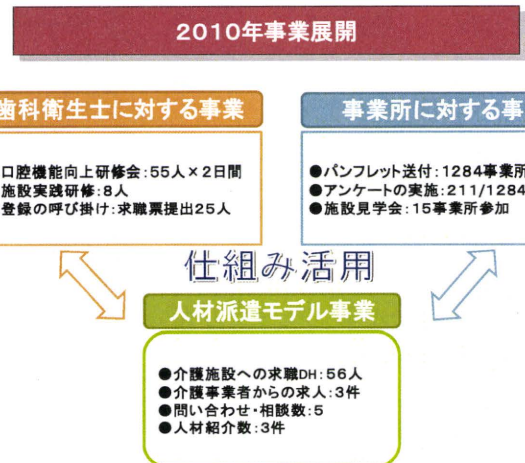 2010年事業展開
歯科衛生士に対する事業
口腔機能向上研修会:55人×2日間
施設実践研修:8人
登録の呼び掛け:求職票提出25人
事業所に対する事
●パンフレット送付:1284事業所
●アンケートの実施:211/1284
●施設見学会:15事業所参加
仕組み活用
人材派遣モデル事業
●介護施設への求職DH:56人
●介護事業者からの求人:3件
●問い合わせ・相談数:5
●人材紹介数:3件